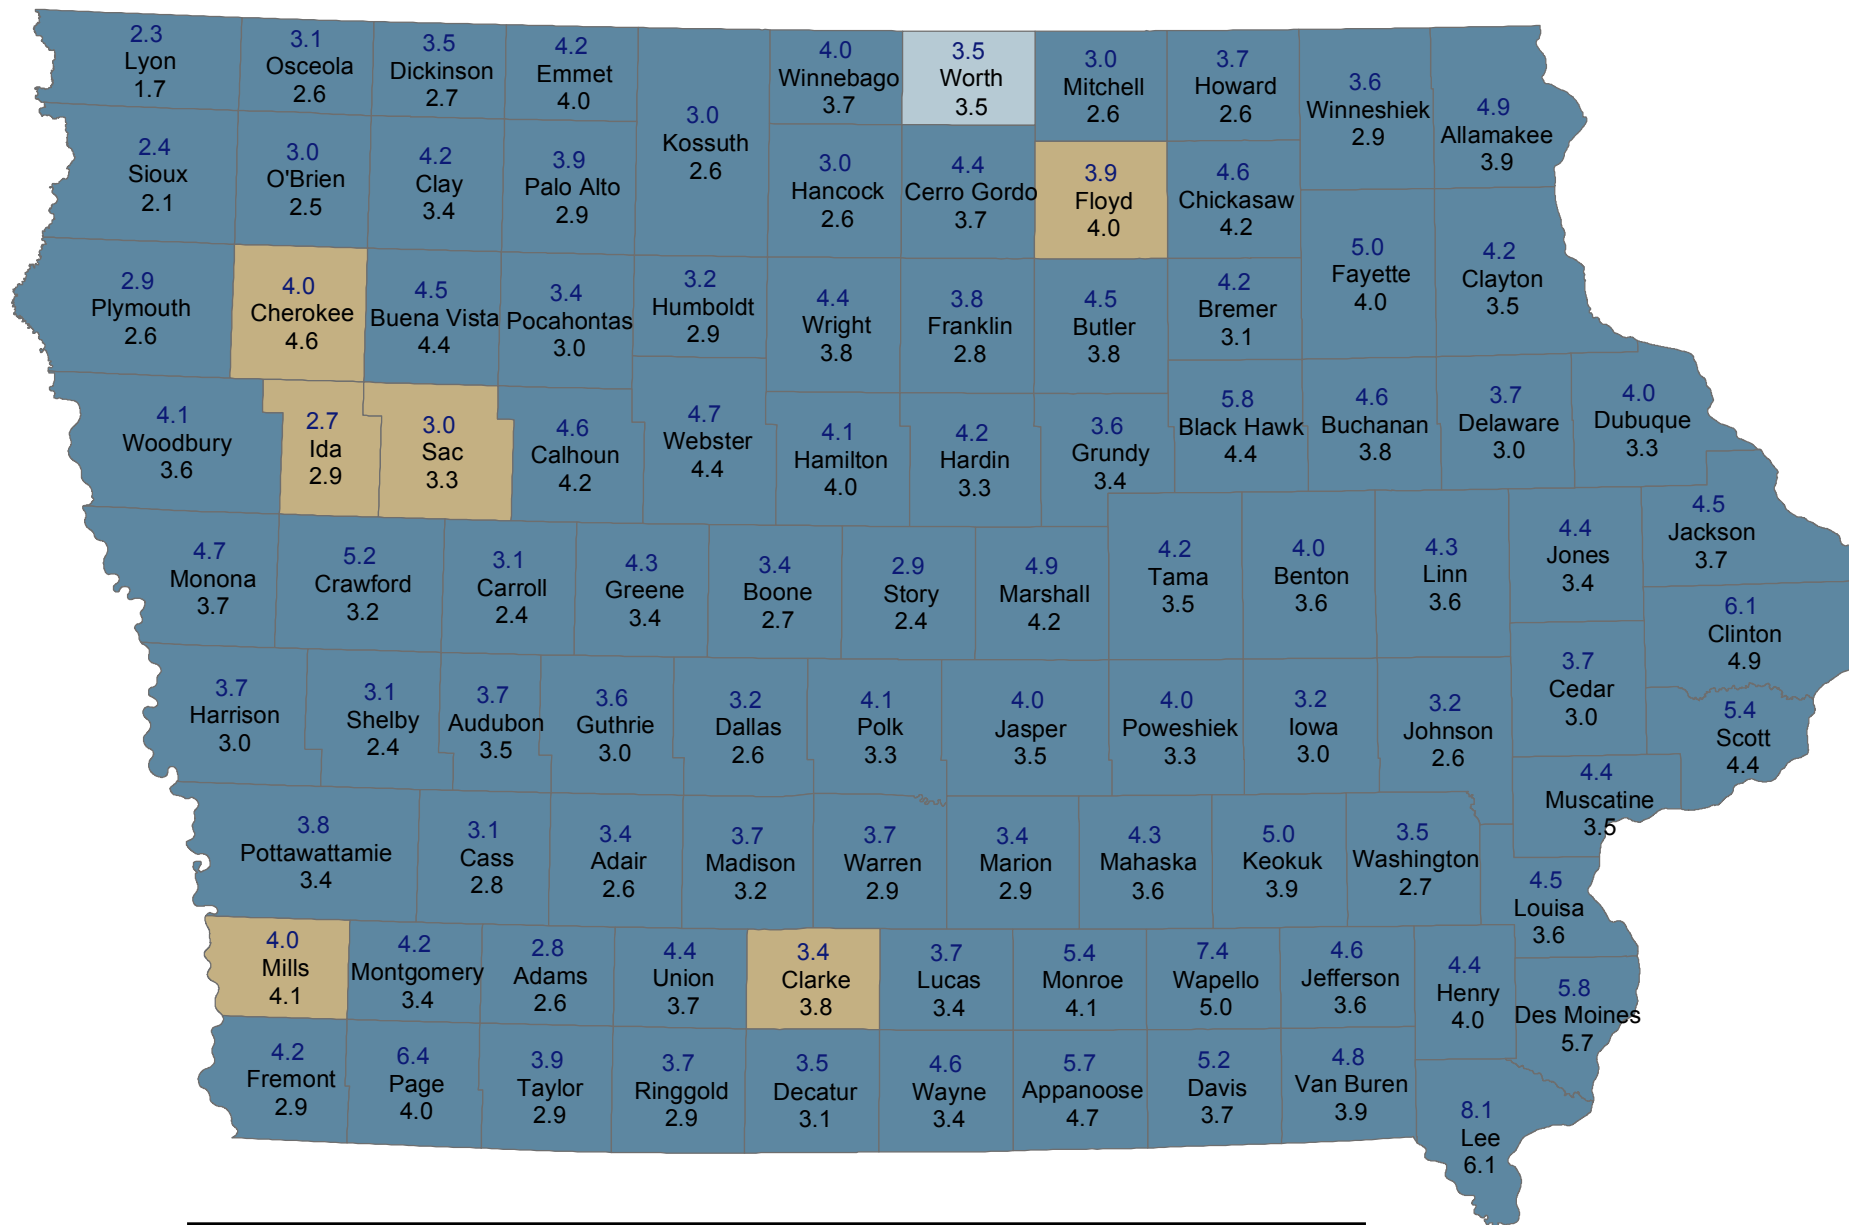 2.3
Lyon
1.7
3.1
Osceola
2.6
3.5
Dickinson
2.7
4.2
Emmet
4.0
3.0
Kossuth
2.6
4.0
Winnebago
3.7
3.5
Worth
3.5
3.0
Mitchell
2.6
3.7
Howard
2.6
3.6
Winneshiek
2.9
4.9
Allamakee
3.9
2.4
Sioux
2.1
3.0
O'Brien
2.5
4.2
Clay
3.4
3.9
Palo Alto
2.9
3.0
Hancock
2.6
4.4
Cerro Gordo
3.7
3.9
Floyd
4.0
4.6
Chickasaw
4.2
5.0
Fayette
4.0
4.2
Clayton
3.5
2.9
Plymouth
2.6
4.0
Cherokee
4.6
4.5
Buena Vista
4.4
3.4
Pocahontas
3.0
3.2
Humboldt
2.9
4.4
Wright
3.8
3.8
Franklin
2.8
4.5
Butler
3.8
4.2
Bremer
3.1
4.1
Woodbury
3.6
2.7
Ida
2.9
3.0
Sac
3.3
4.6
Calhoun
4.2
4.7
Webster
4.4
4.1
Hamilton
4.0
4.2
Hardin
3.3
3.6
Grundy
3.4
5.8
Black Hawk
4.4
4.6
Buchanan
3.8
3.7
Delaware
3.0
4.0
Dubuque
3.3
4.7
Monona
3.7
5.2
Crawford
3.2
3.1
Carroll
2.4
4.3
Greene
3.4
3.4
Boone
2.7
2.9
Story
2.4
4.9
Marshall
4.2
4.2
Tama
3.5
4.0
Benton
3.6
4.3
Linn
3.6
4.4
Jones
3.4
4.5
Jackson
3.7
6.1
Clinton
4.9
3.7
Harrison
3.0
3.1
Shelby
2.4
3.7
Audubon
3.5
3.6
Guthrie
3.0
3.2
Dallas
2.6
4.1
Polk
3.3
4.0
Jasper
3.5
4.0
Poweshiek
3.3
3.2
Iowa
3.0
3.2
Johnson
2.6
3.7
Cedar
3.0
5.4
Scott
4.4
4.4
Muscatine
3.5
3.8
Pottawattamie
3.4
3.1
Cass
2.8
3.4
Adair
2.6
3.7
Madison
3.2
3.7
Warren
2.9
3.4
Marion
2.9
4.3
Mahaska
3.6
5.0
Keokuk
3.9
3.5
Washington
2.7
4.5
Louisa
3.6
4.0
Mills
4.1
4.2
Montgomery
3.4
2.8
Adams
2.6
4.4
Union
3.7
3.4
Clarke
3.8
3.7
Lucas
3.4
5.4
Monroe
4.1
7.4
Wapello
5.0
4.6
Jefferson
3.6
4.4
Henry
4.0
5.8
Des Moines
5.7
4.2
Fremont
2.9
6.4
Page
4.0
3.9
Taylor
2.9
3.7
Ringgold
2.9
3.5
Decatur
3.1
4.6
Wayne
3.4
5.7
Appanoose
4.7
5.2
Davis
3.7
4.8
Van Buren
3.9
8.1
Lee
6.1